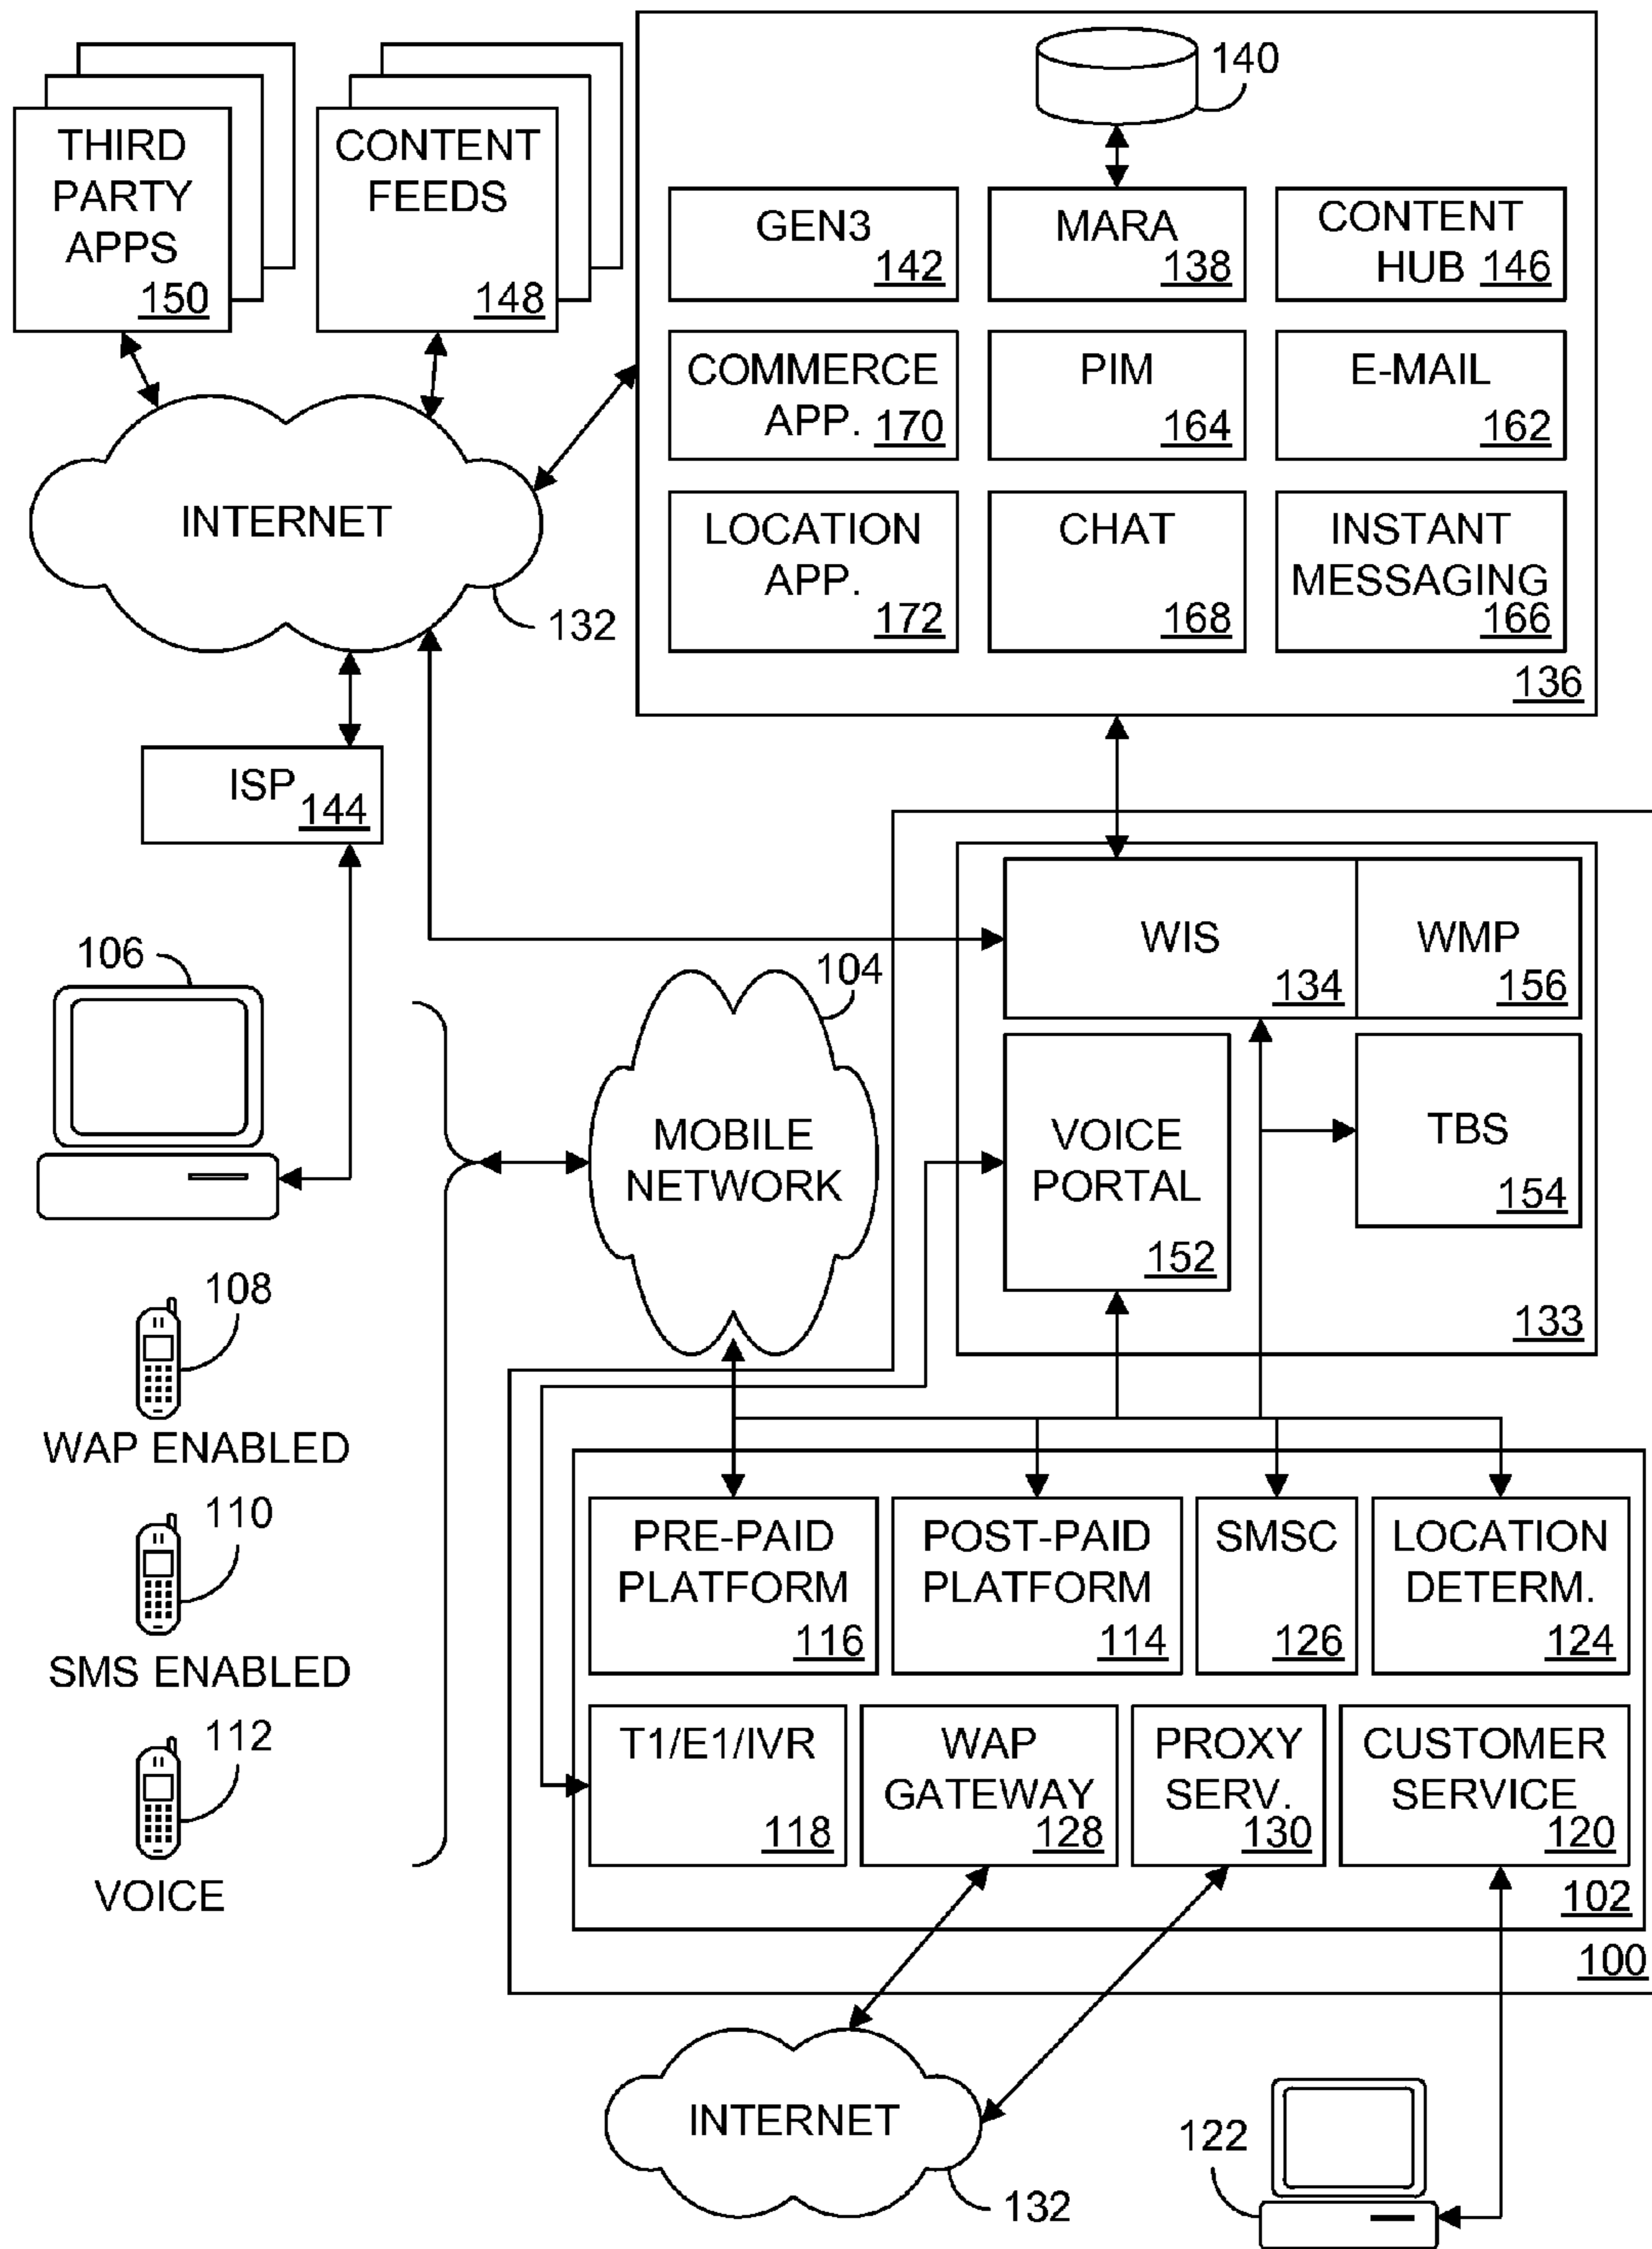 THIRD
PARTY
APPS
150
CONTENT
FEEDS
148
140
GEN3
142
MARA
138
CONTENT
HUB 146
COMMERCE
APP. 170
PIM
164
E-MAIL
162
LOCATION
APP.
172
CHAT
168
INSTANT
MESSAGING
166
136
INTERNET
132
ISP
144
WIS
134
WMP
156
VOICE
PORTAL
152
TBS
154
133
106
104
MOBILE
NETWORK
108
WAP ENABLED
110
SMS ENABLED
112
VOICE
PRE-PAID
PLATFORM
116
POST-PAID
PLATFORM
114
SMSC
126
LOCATION
DETERM.
124
T1/E1/IVR
118
WAP
GATEWAY
128
PROXY
SERV.
130
CUSTOMER
SERVICE
120
102
100
INTERNET
132
122